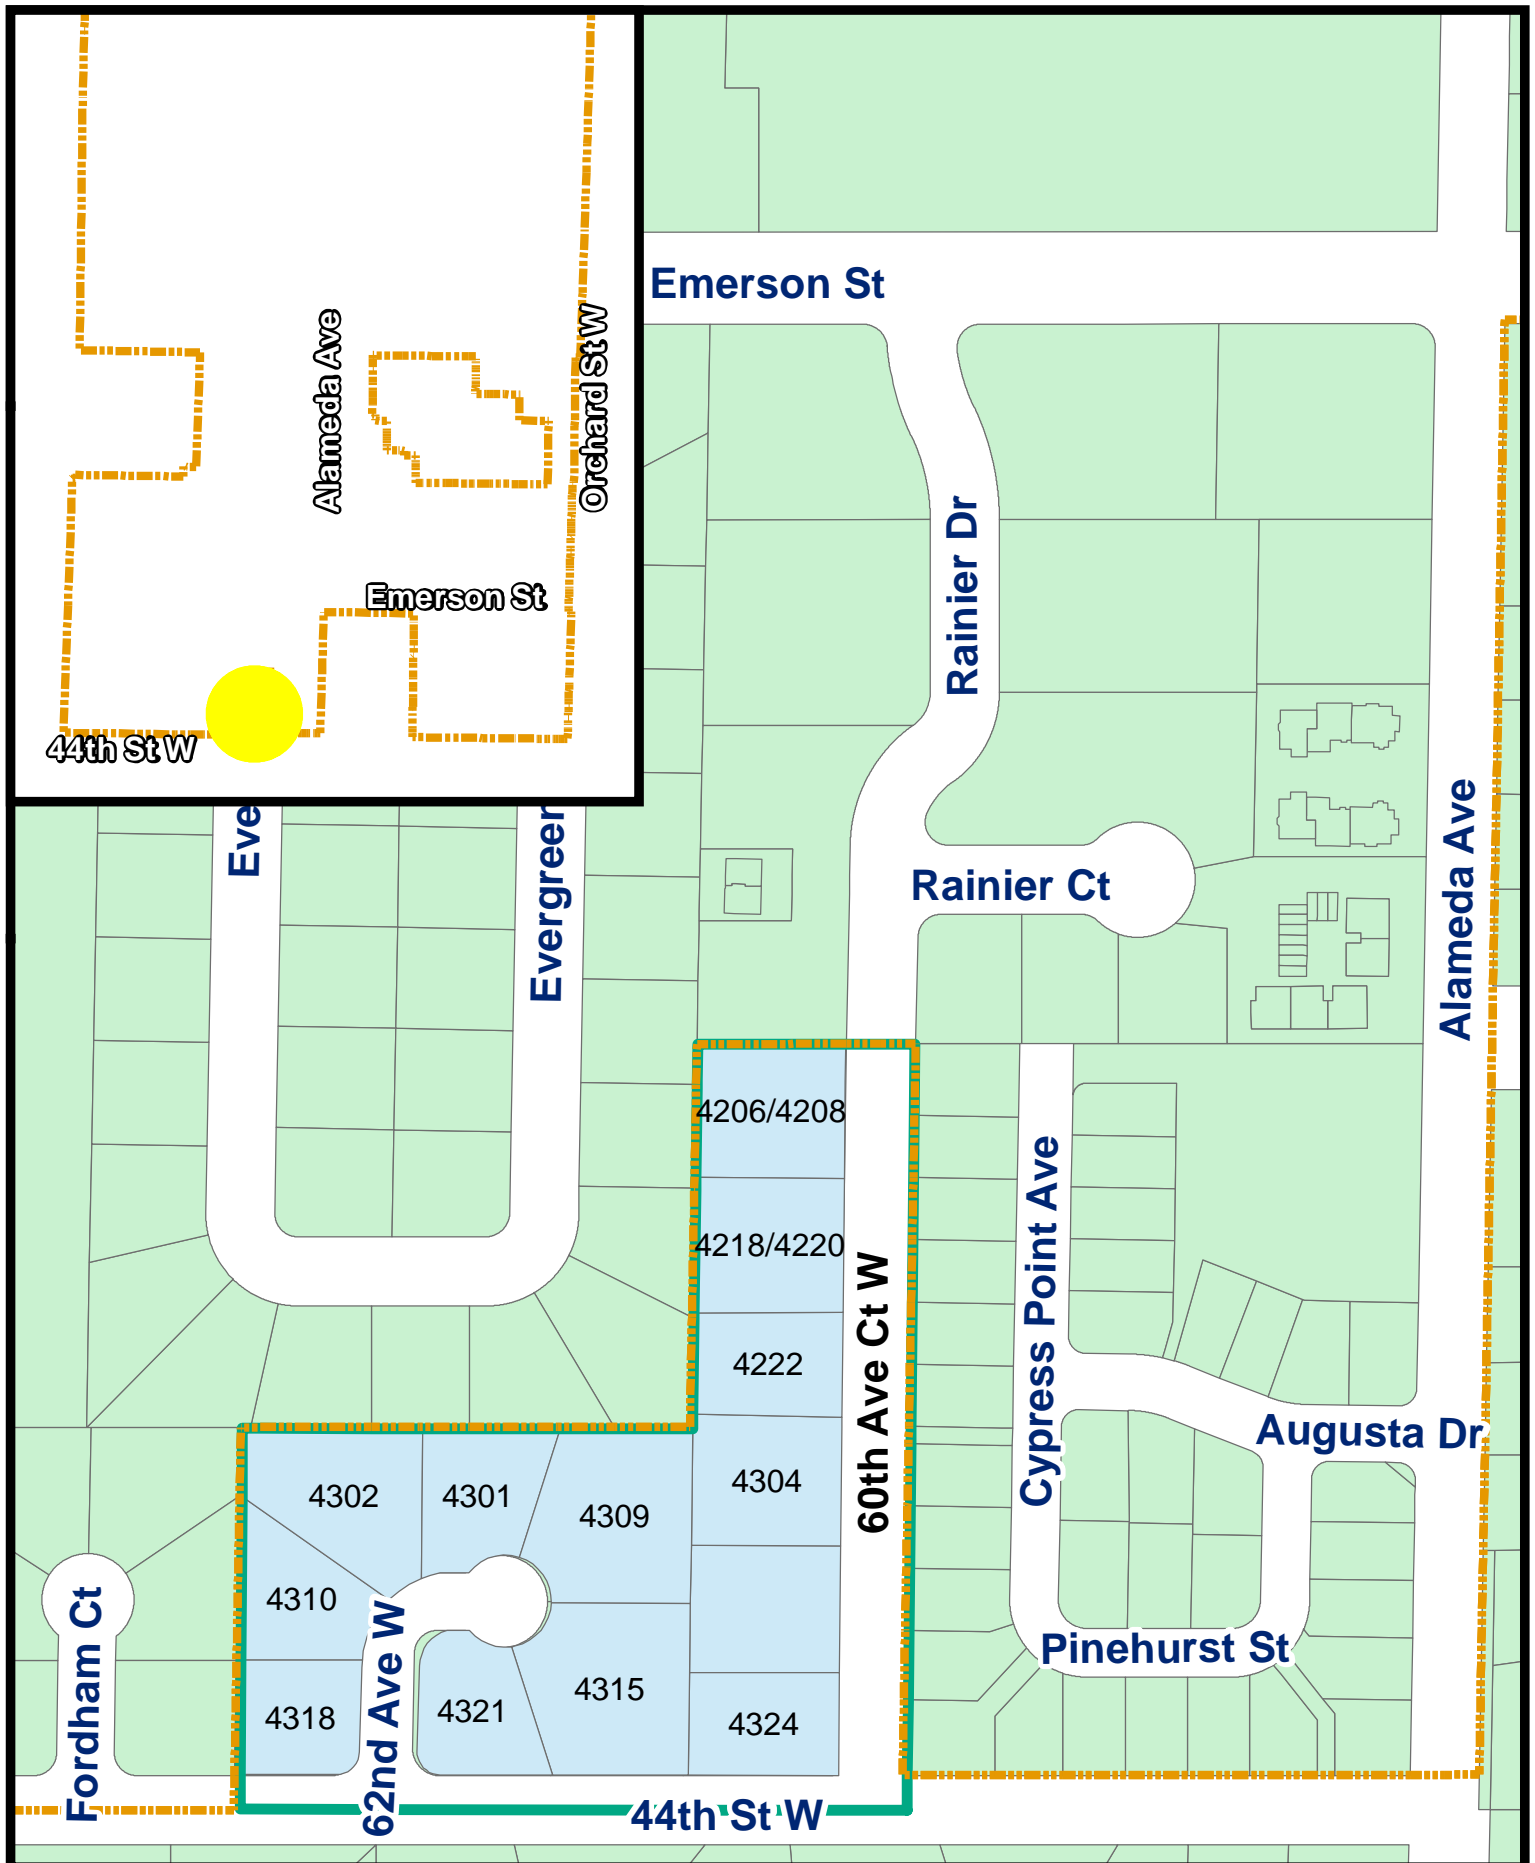 Alameda Ave
Orchard St W
Emerson St
44th St W
Emerson St
Rainier Dr
Eve
Evergreen
Rainier Ct
Alameda Ave
4206/4208
4218/4220
4222
60th Ave Ct W
Cypress Point Ave
Augusta Dr
4302
4301
4309
4304
4310
Fordham Ct
62nd Ave W
Pinehurst St
4318
4321
4315
4324
44th St W